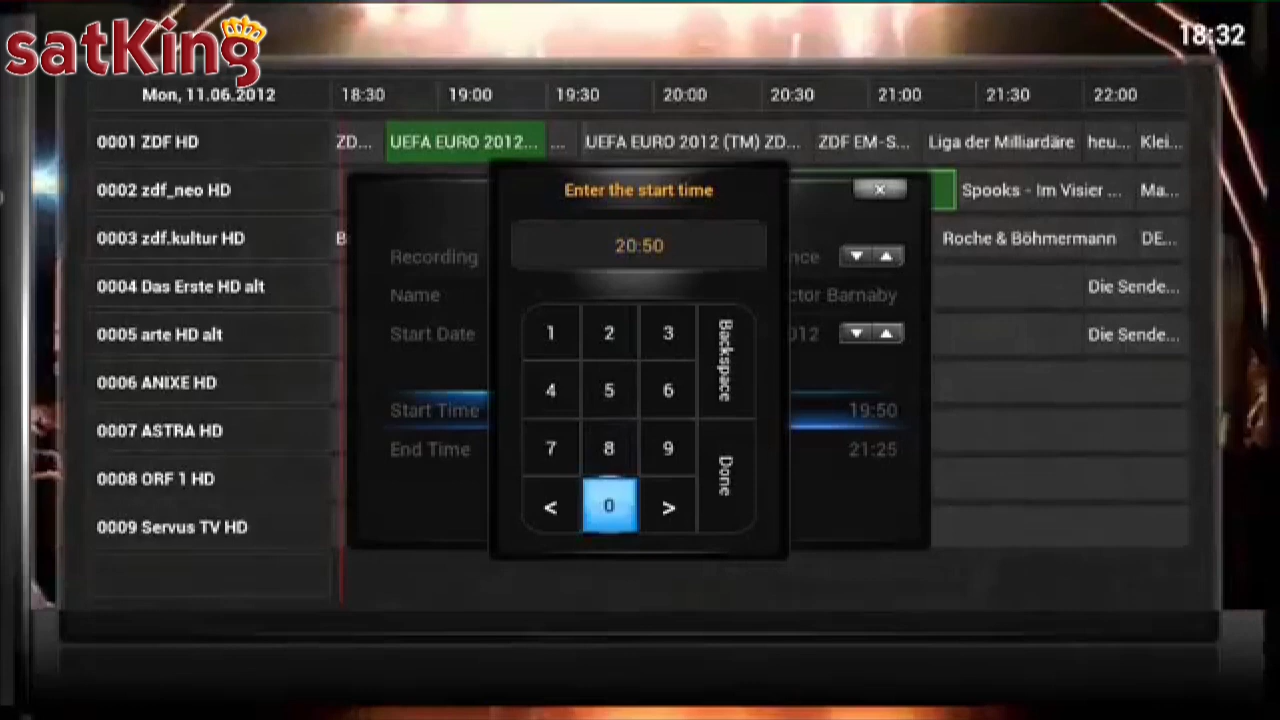 satKing
18:32
Mon, 11.06.2012 18:30 19:00 19:30 20:00 20:30 21:00 21:30 22:00
0001 ZDF HD ZD... UEFA EURO 2012... ... UEFA EURO 2012 (TM) ZD... ZDF EM-S... Liga der Milliardäre heu... Klei...
0002 zdf_neo HD Spooks - Im Visier ... Ma...
0003 zdf.kultur HD B Roche & Böhmermann DE...
0004 Das Erste HD alt Die Sende...
0005 arte HD alt Die Sende...
0006 ANIXE HD
0007 ASTRA HD
0008 ORF 1 HD
0009 Servus TV HD
Recording nce
Name ctor Barnaby
Start Date 012
Start Time 19:50
End Time 21:25
x
Enter the start time
20:50
1 2 3 Backspace
4 5 6
7 8 9 Done
< 0 >